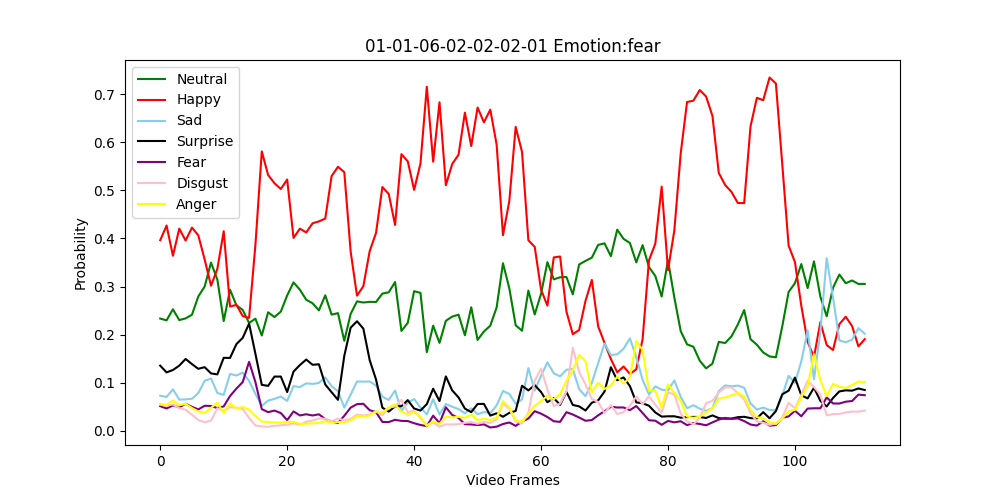 01-01-06-02-02-02-01 Emotion:fear
Neutral
Happy
Sad
Surprise
Fear
Disgust
Anger
Probability
0.7
0.6
0.5
0.4
0.3
0.2
0.1
0.0
0 20 40 60 80 100
Video Frames